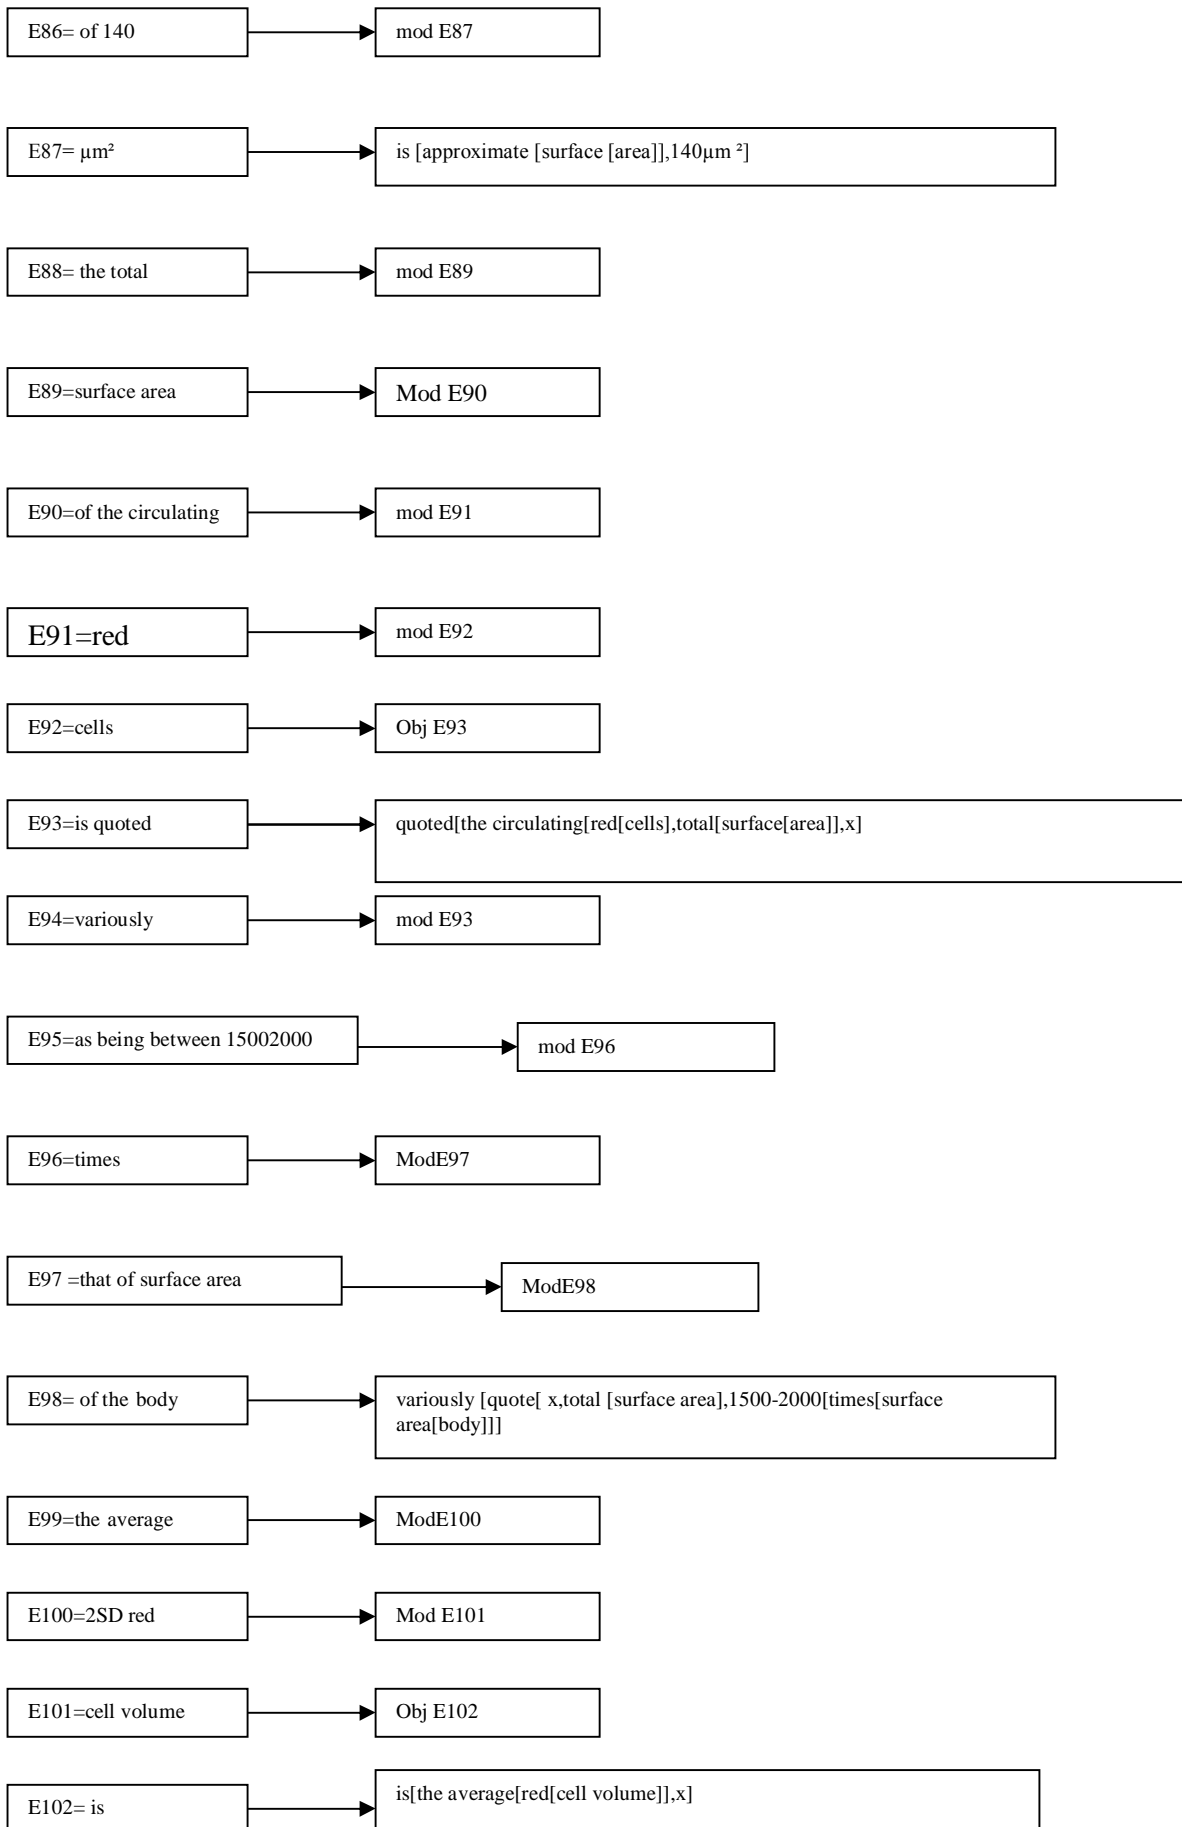 E86= of 140
mod E87
E87= µm²
is [approximate [surface [area]],140µm ²]
E88= the total
mod E89
E89=surface area
Mod E90
E90=of the circulating
mod E91
E91=red
mod E92
E92=cells
Obj E93
E93=is quoted
quoted[the circulating[red[cells],total[surface[area]],x]
E94=variously
mod E93
E95=as being between 15002000
mod E96
E96=times
ModE97
E97 =that of surface area
ModE98
E98= of the body
variously [quote[ x,total [surface area],1500-2000[times[surface
area[body]]]
E99=the average
ModE100
E100=2SD red
Mod E101
E101=cell volume
Obj E102
E102= is
is[the average[red[cell volume]],x]